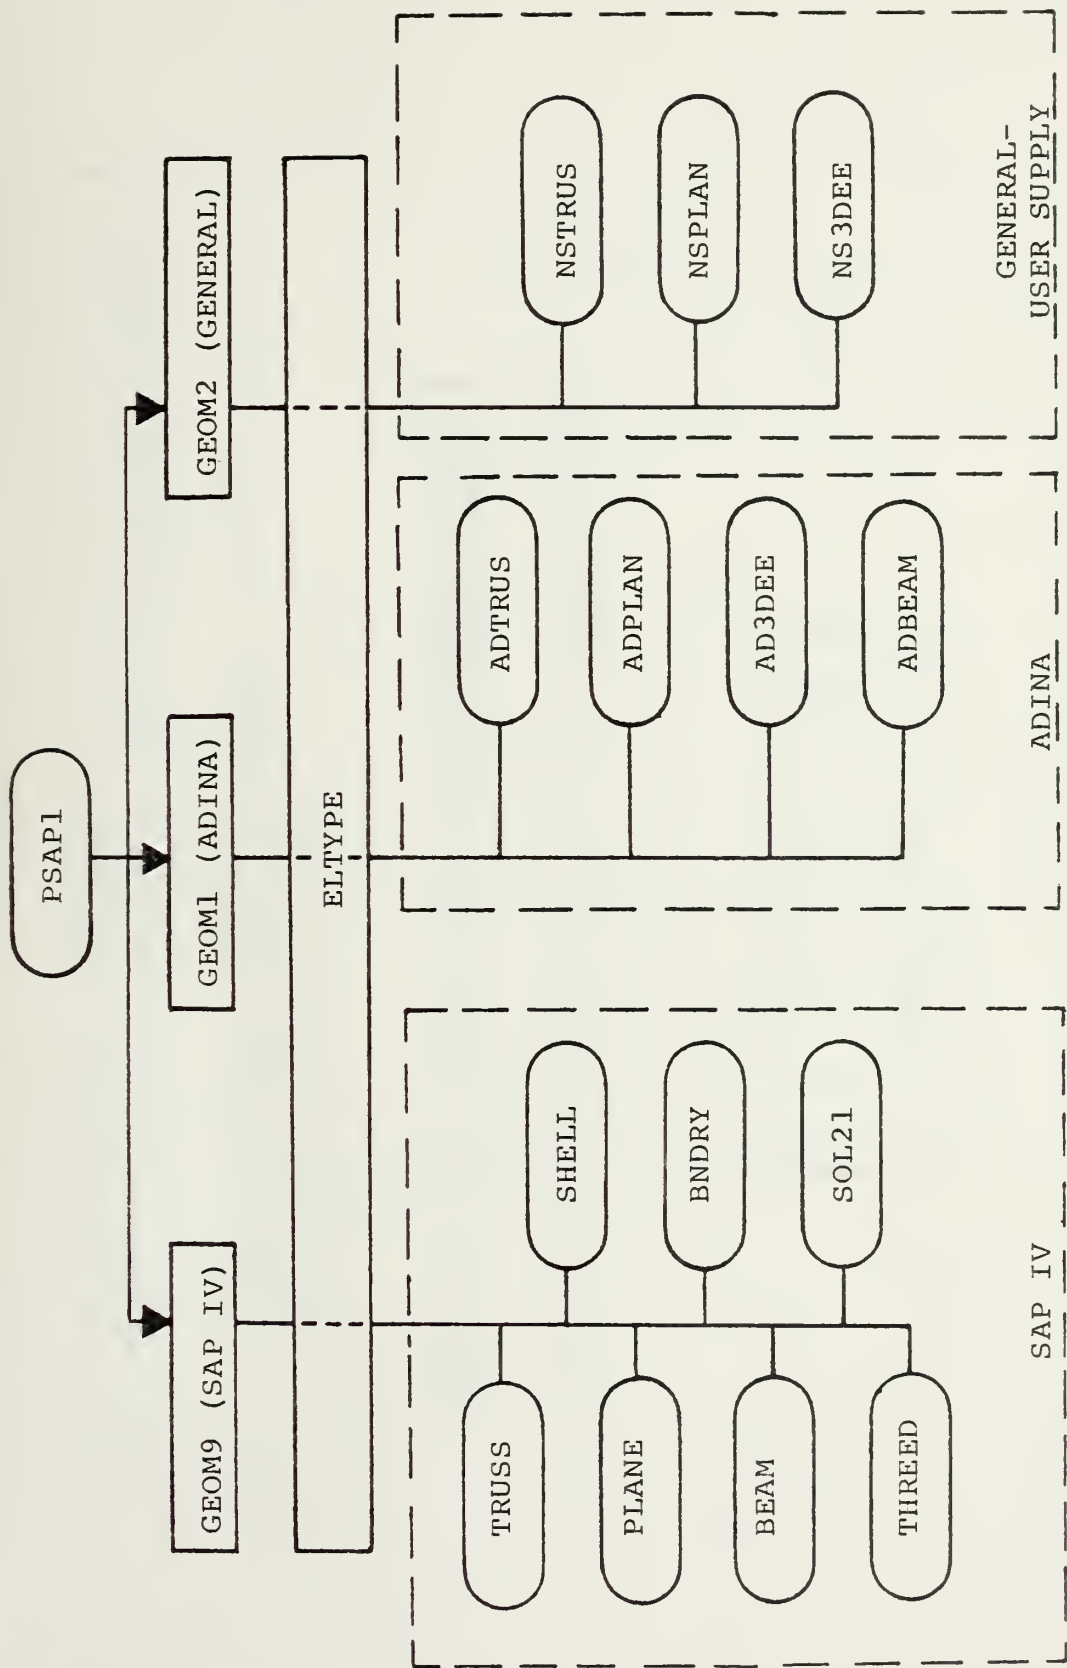 PSAP1
GEOM9 (SAP IV)
GEOM1 (ADINA)
GEOM2 (GENERAL)
ELTYPE
TRUSS
PLANE
BEAM
THREED
SHELL
BNDRY
SOL21
SAP IV
ADTRUS
ADPLAN
AD3DEE
ADBEAM
ADINA
NSTRUS
NSPLAN
NS3DEE
GENERAL-
USER SUPPLY